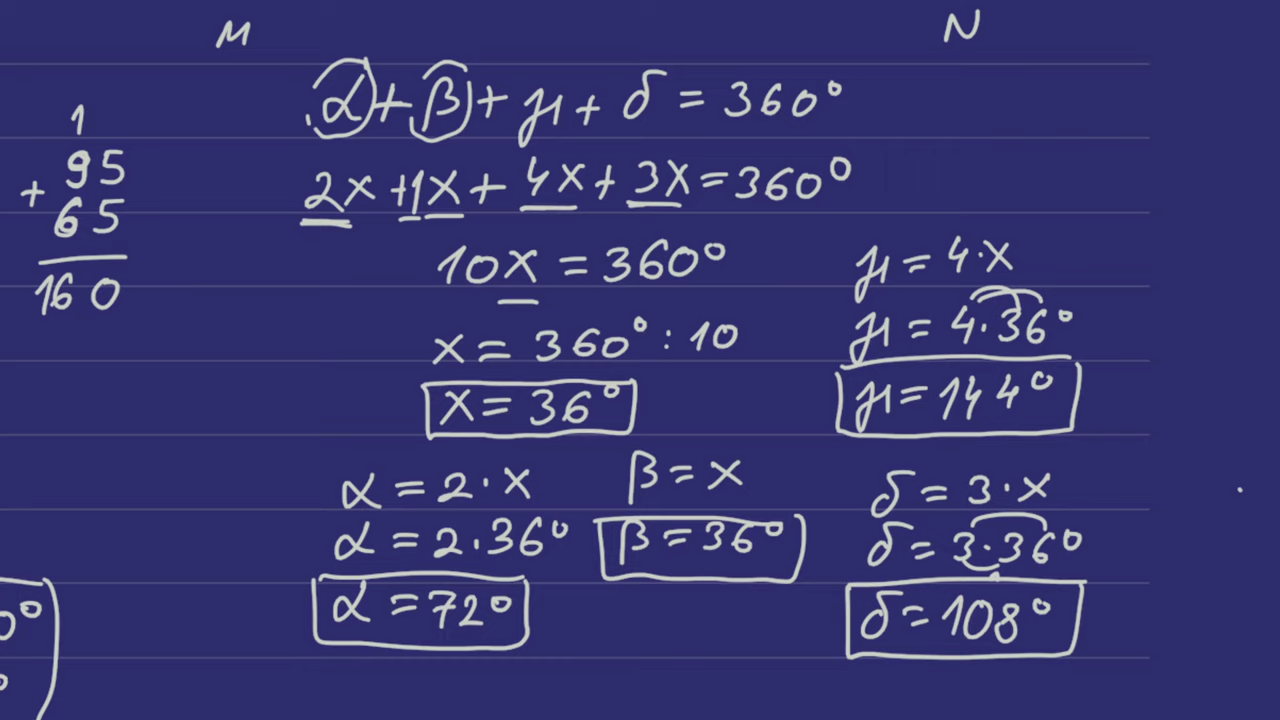 M N
1
95
+ 65
160
α + β + γ + δ = 360°
2x + 1x + 4x + 3x = 360°
10x = 360°
x = 360° : 10
x = 36°
γ = 4·x
γ = 4·36°
γ = 144°
α = 2·x
α = 2·36°
α = 72°
β = x
β = 36°
δ = 3·x
δ = 3·36°
δ = 108°
0°